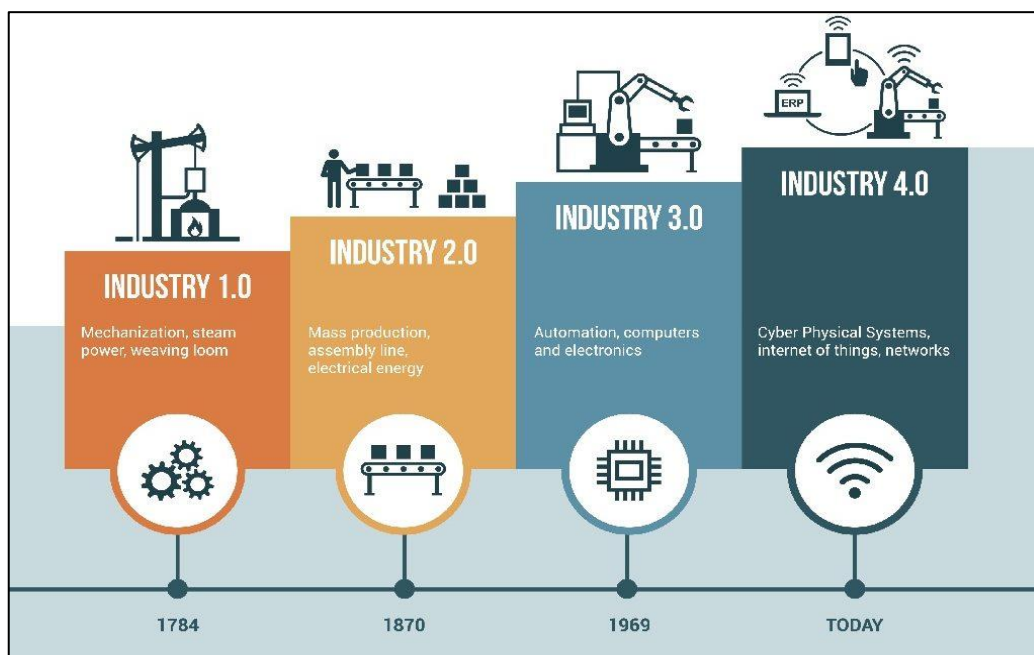 ERP
INDUSTRY 1.0
Mechanization, steam
power, weaving loom
INDUSTRY 2.0
Mass production,
assembly line,
electrical energy
INDUSTRY 3.0
Automation, computers
and electronics
INDUSTRY 4.0
Cyber Physical Systems,
internet of things, networks
1784
1870
1969
TODAY